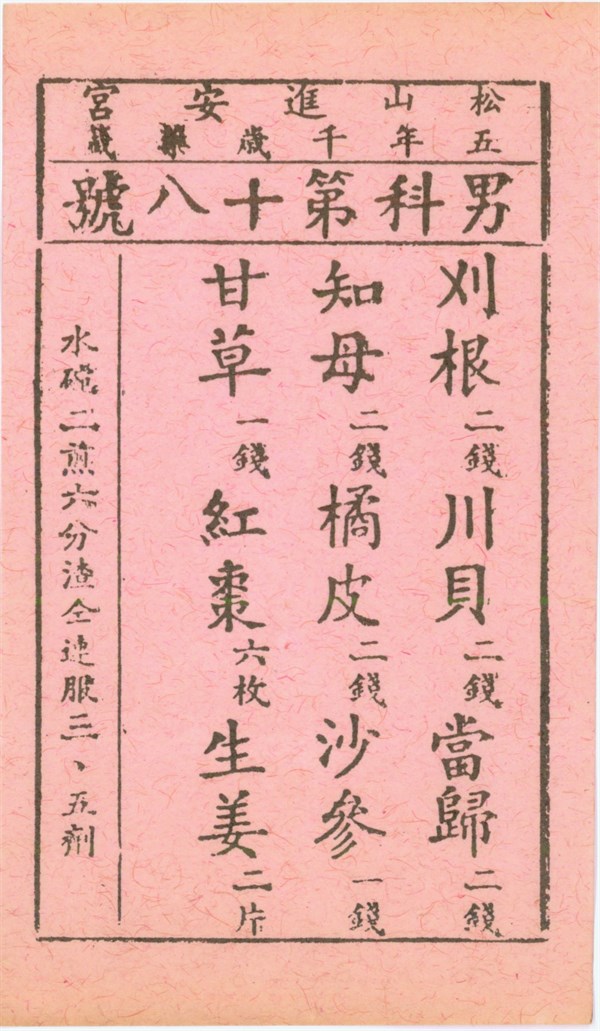 松山進安宮
五年千歲藥籤
男科第十八號
刈根二錢川貝二錢當歸二錢
知母二錢橘皮二錢沙參一錢
甘草一錢紅棗六枚生姜二片
水碗二煎六分渣仝連服三、五劑